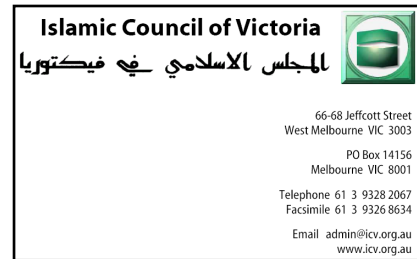 Islamic Council of Victoria
المجلس الاسلامي في فيكتوريا
66-68 Jeffcott Street
West Melbourne VIC 3003
PO Box 14156
Melbourne VIC 8001
Telephone 61 3 9328 2067
Facsimile 61 3 9326 8634
Email admin@icv.org.au
www.icv.org.au